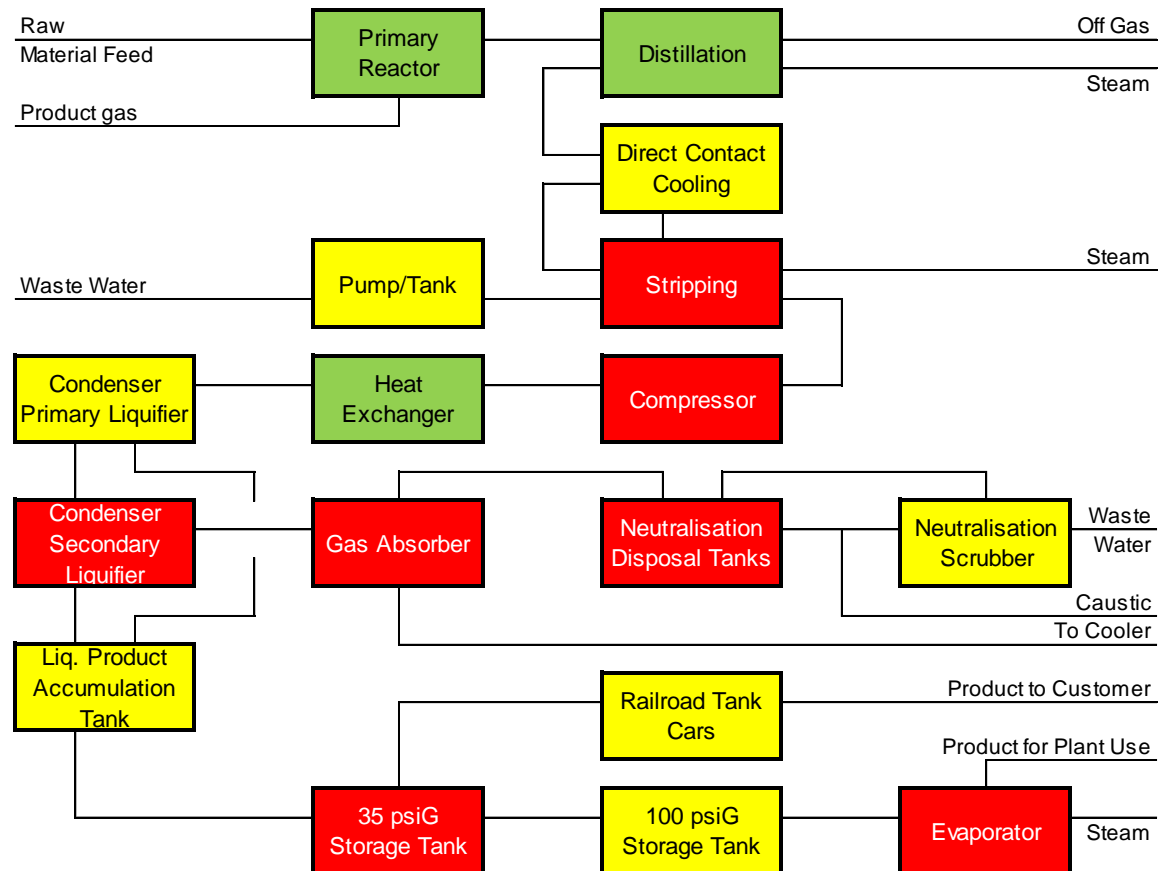 Raw
Material Feed
Primary
Reactor
Distillation
Off Gas
Steam
Product gas
Direct Contact
Cooling
Steam
Waste Water
Pump/Tank
Stripping
Condenser
Primary Liquifier
Heat
Exchanger
Compressor
Condenser
Secondary
Liquifier
Gas Absorber
Neutralisation
Disposal Tanks
Neutralisation
Scrubber
Waste
Water
Caustic
To Cooler
Liq. Product
Accumulation
Tank
Railroad Tank
Cars
Product to Customer
Product for Plant Use
35 psiG
Storage Tank
100 psiG
Storage Tank
Evaporator
Steam